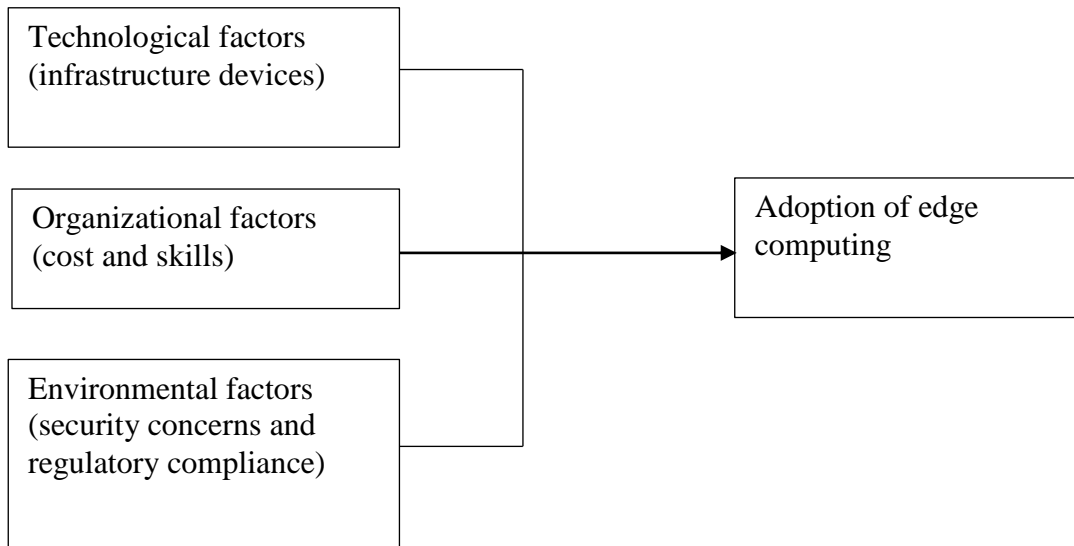 Technological factors
(infrastructure devices)
Organizational factors
(cost and skills)
Adoption of edge
computing
Environmental factors
(security concerns and
regulatory compliance)